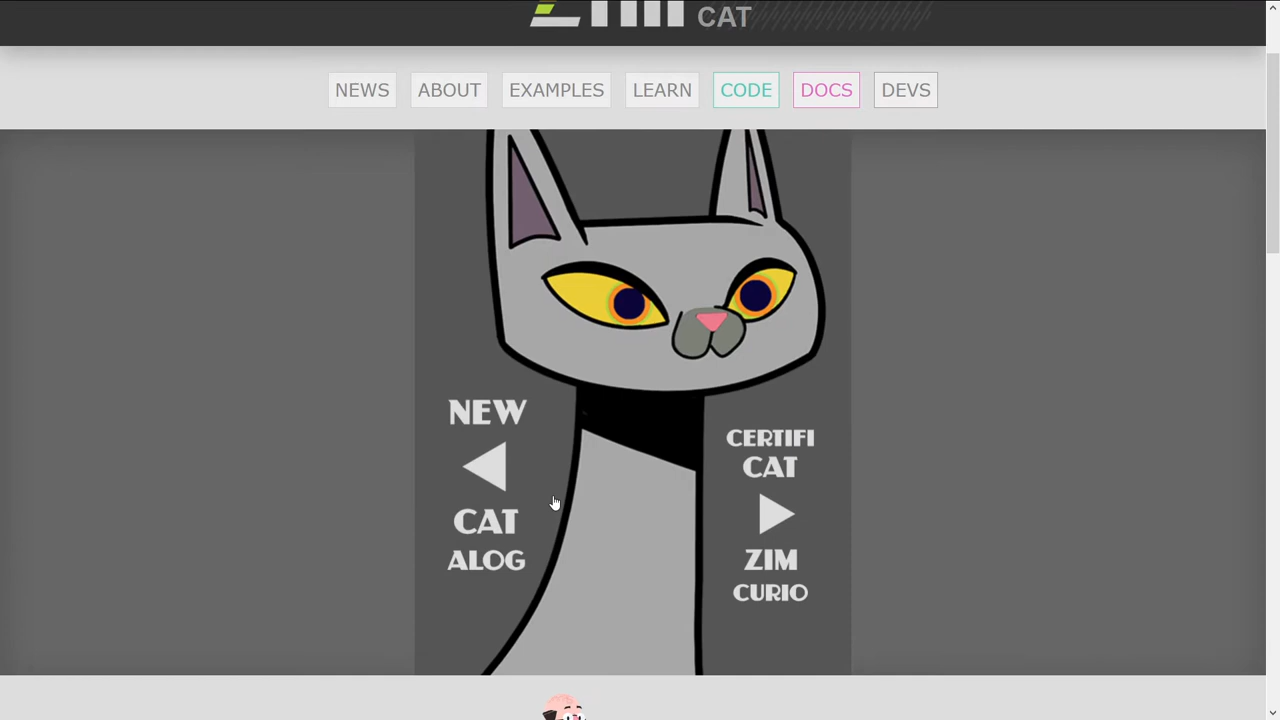 CAT
NEWS ABOUT EXAMPLES LEARN CODE DOCS DEVS
NEW
CAT
ALOG
CERTIFI
CAT
ZIM
CURIO